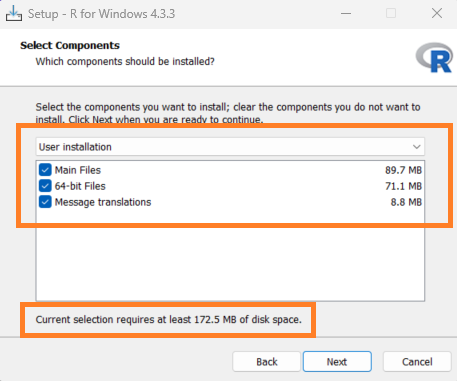 Setup - R for Windows 4.3.3
Select Components
Which components should be installed?
R
Select the components you want to install; clear the components you do not want to
install. Click Next when you are ready to continue.
User installation
Main Files 89.7 MB
64-bit Files 71.1 MB
Message translations 8.8 MB
Current selection requires at least 172.5 MB of disk space.
Back Next Cancel